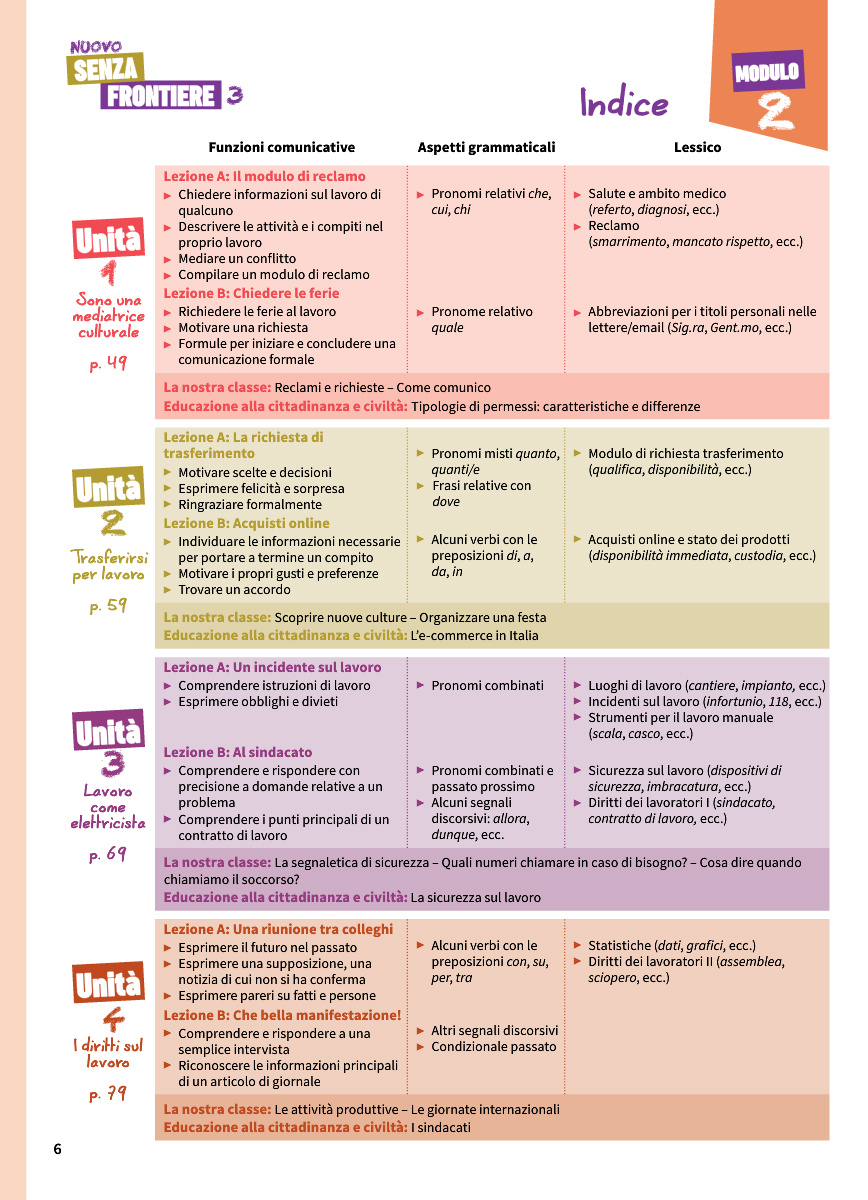 NUOVO
SENZA
FRONTIERE 3
Indice
MODULO
2
Funzioni comunicative
Aspetti grammaticali
Lessico
Unità
1
Sono una
mediatrice
culturale
p. 49
Lezione A: Il modulo di reclamo
► Chiedere informazioni sul lavoro di
qualcuno
► Descrivere le attività e i compiti nel
proprio lavoro
► Mediare un conflitto
► Compilare un modulo di reclamo
► Pronomi relativi che,
cui, chi
► Salute e ambito medico
(referto, diagnosi, ecc.)
► Reclamo
(smarrimento, mancato rispetto, ecc.)
Lezione B: Chiedere le ferie
► Richiedere le ferie al lavoro
► Motivare una richiesta
► Formule per iniziare e concludere una
comunicazione formale
► Pronome relativo
quale
► Abbreviazioni per i titoli personali nelle
lettere/email (Sig.ra, Gent.mo, ecc.)
La nostra classe: Reclami e richieste – Come comunico
Educazione alla cittadinanza e civiltà: Tipologie di permessi: caratteristiche e differenze
Unità
2
Trasferirsi
per lavoro
p. 59
Lezione A: La richiesta di
trasferimento
► Motivare scelte e decisioni
► Esprimere felicità e sorpresa
► Ringraziare formalmente
► Pronomi misti quanto,
quanti/e
► Frasi relative con
dove
► Modulo di richiesta trasferimento
(qualifica, disponibilità, ecc.)
Lezione B: Acquisti online
► Individuare le informazioni necessarie
per portare a termine un compito
► Motivare i propri gusti e preferenze
► Trovare un accordo
► Alcuni verbi con le
preposizioni di, a,
da, in
► Acquisti online e stato dei prodotti
(disponibilità immediata, custodia, ecc.)
La nostra classe: Scoprire nuove culture – Organizzare una festa
Educazione alla cittadinanza e civiltà: L'e-commerce in Italia
Unità
3
Lavoro
come
elettricista
p. 69
Lezione A: Un incidente sul lavoro
► Comprendere istruzioni di lavoro
► Esprimere obblighi e divieti
► Pronomi combinati
► Luoghi di lavoro (cantiere, impianto, ecc.)
► Incidenti sul lavoro (infortunio, 118, ecc.)
► Strumenti per il lavoro manuale
(scala, casco, ecc.)
Lezione B: Al sindacato
► Comprendere e rispondere con
precisione a domande relative a un
problema
► Comprendere i punti principali di un
contratto di lavoro
► Pronomi combinati e
passato prossimo
► Alcuni segnali
discorsivi: allora,
dunque, ecc.
► Sicurezza sul lavoro (dispositivi di
sicurezza, imbracatura, ecc.)
► Diritti dei lavoratori I (sindacato,
contratto di lavoro, ecc.)
La nostra classe: La segnaletica di sicurezza – Quali numeri chiamare in caso di bisogno? – Cosa dire quando
chiamiamo il soccorso?
Educazione alla cittadinanza e civiltà: La sicurezza sul lavoro
Unità
4
I diritti sul
lavoro
p. 79
Lezione A: Una riunione tra colleghi
► Esprimere il futuro nel passato
► Esprimere una supposizione, una
notizia di cui non si ha conferma
► Esprimere pareri su fatti e persone
► Alcuni verbi con le
preposizioni con, su,
per, tra
► Statistiche (dati, grafici, ecc.)
► Diritti dei lavoratori II (assemblea,
sciopero, ecc.)
Lezione B: Che bella manifestazione!
► Comprendere e rispondere a una
semplice intervista
► Riconoscere le informazioni principali
di un articolo di giornale
► Altri segnali discorsivi
► Condizionale passato
La nostra classe: Le attività produttive – Le giornate internazionali
Educazione alla cittadinanza e civiltà: I sindacati
6